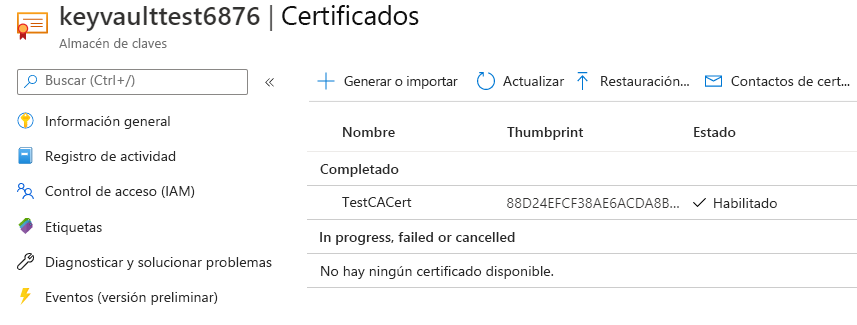 keyvaulttest6876 | Certificados
Almacén de claves
Buscar (Ctrl+/)
«
Generar o importar
Actualizar
Restauración...
Contactos de cert...
Información general
Registro de actividad
Control de acceso (IAM)
Etiquetas
Diagnosticar y solucionar problemas
Eventos (versión preliminar)
Nombre Thumbprint Estado
Completado
TestCACert 88D24EFCF38AE6ACDA8B... Habilitado
In progress, failed or cancelled
No hay ningún certificado disponible.